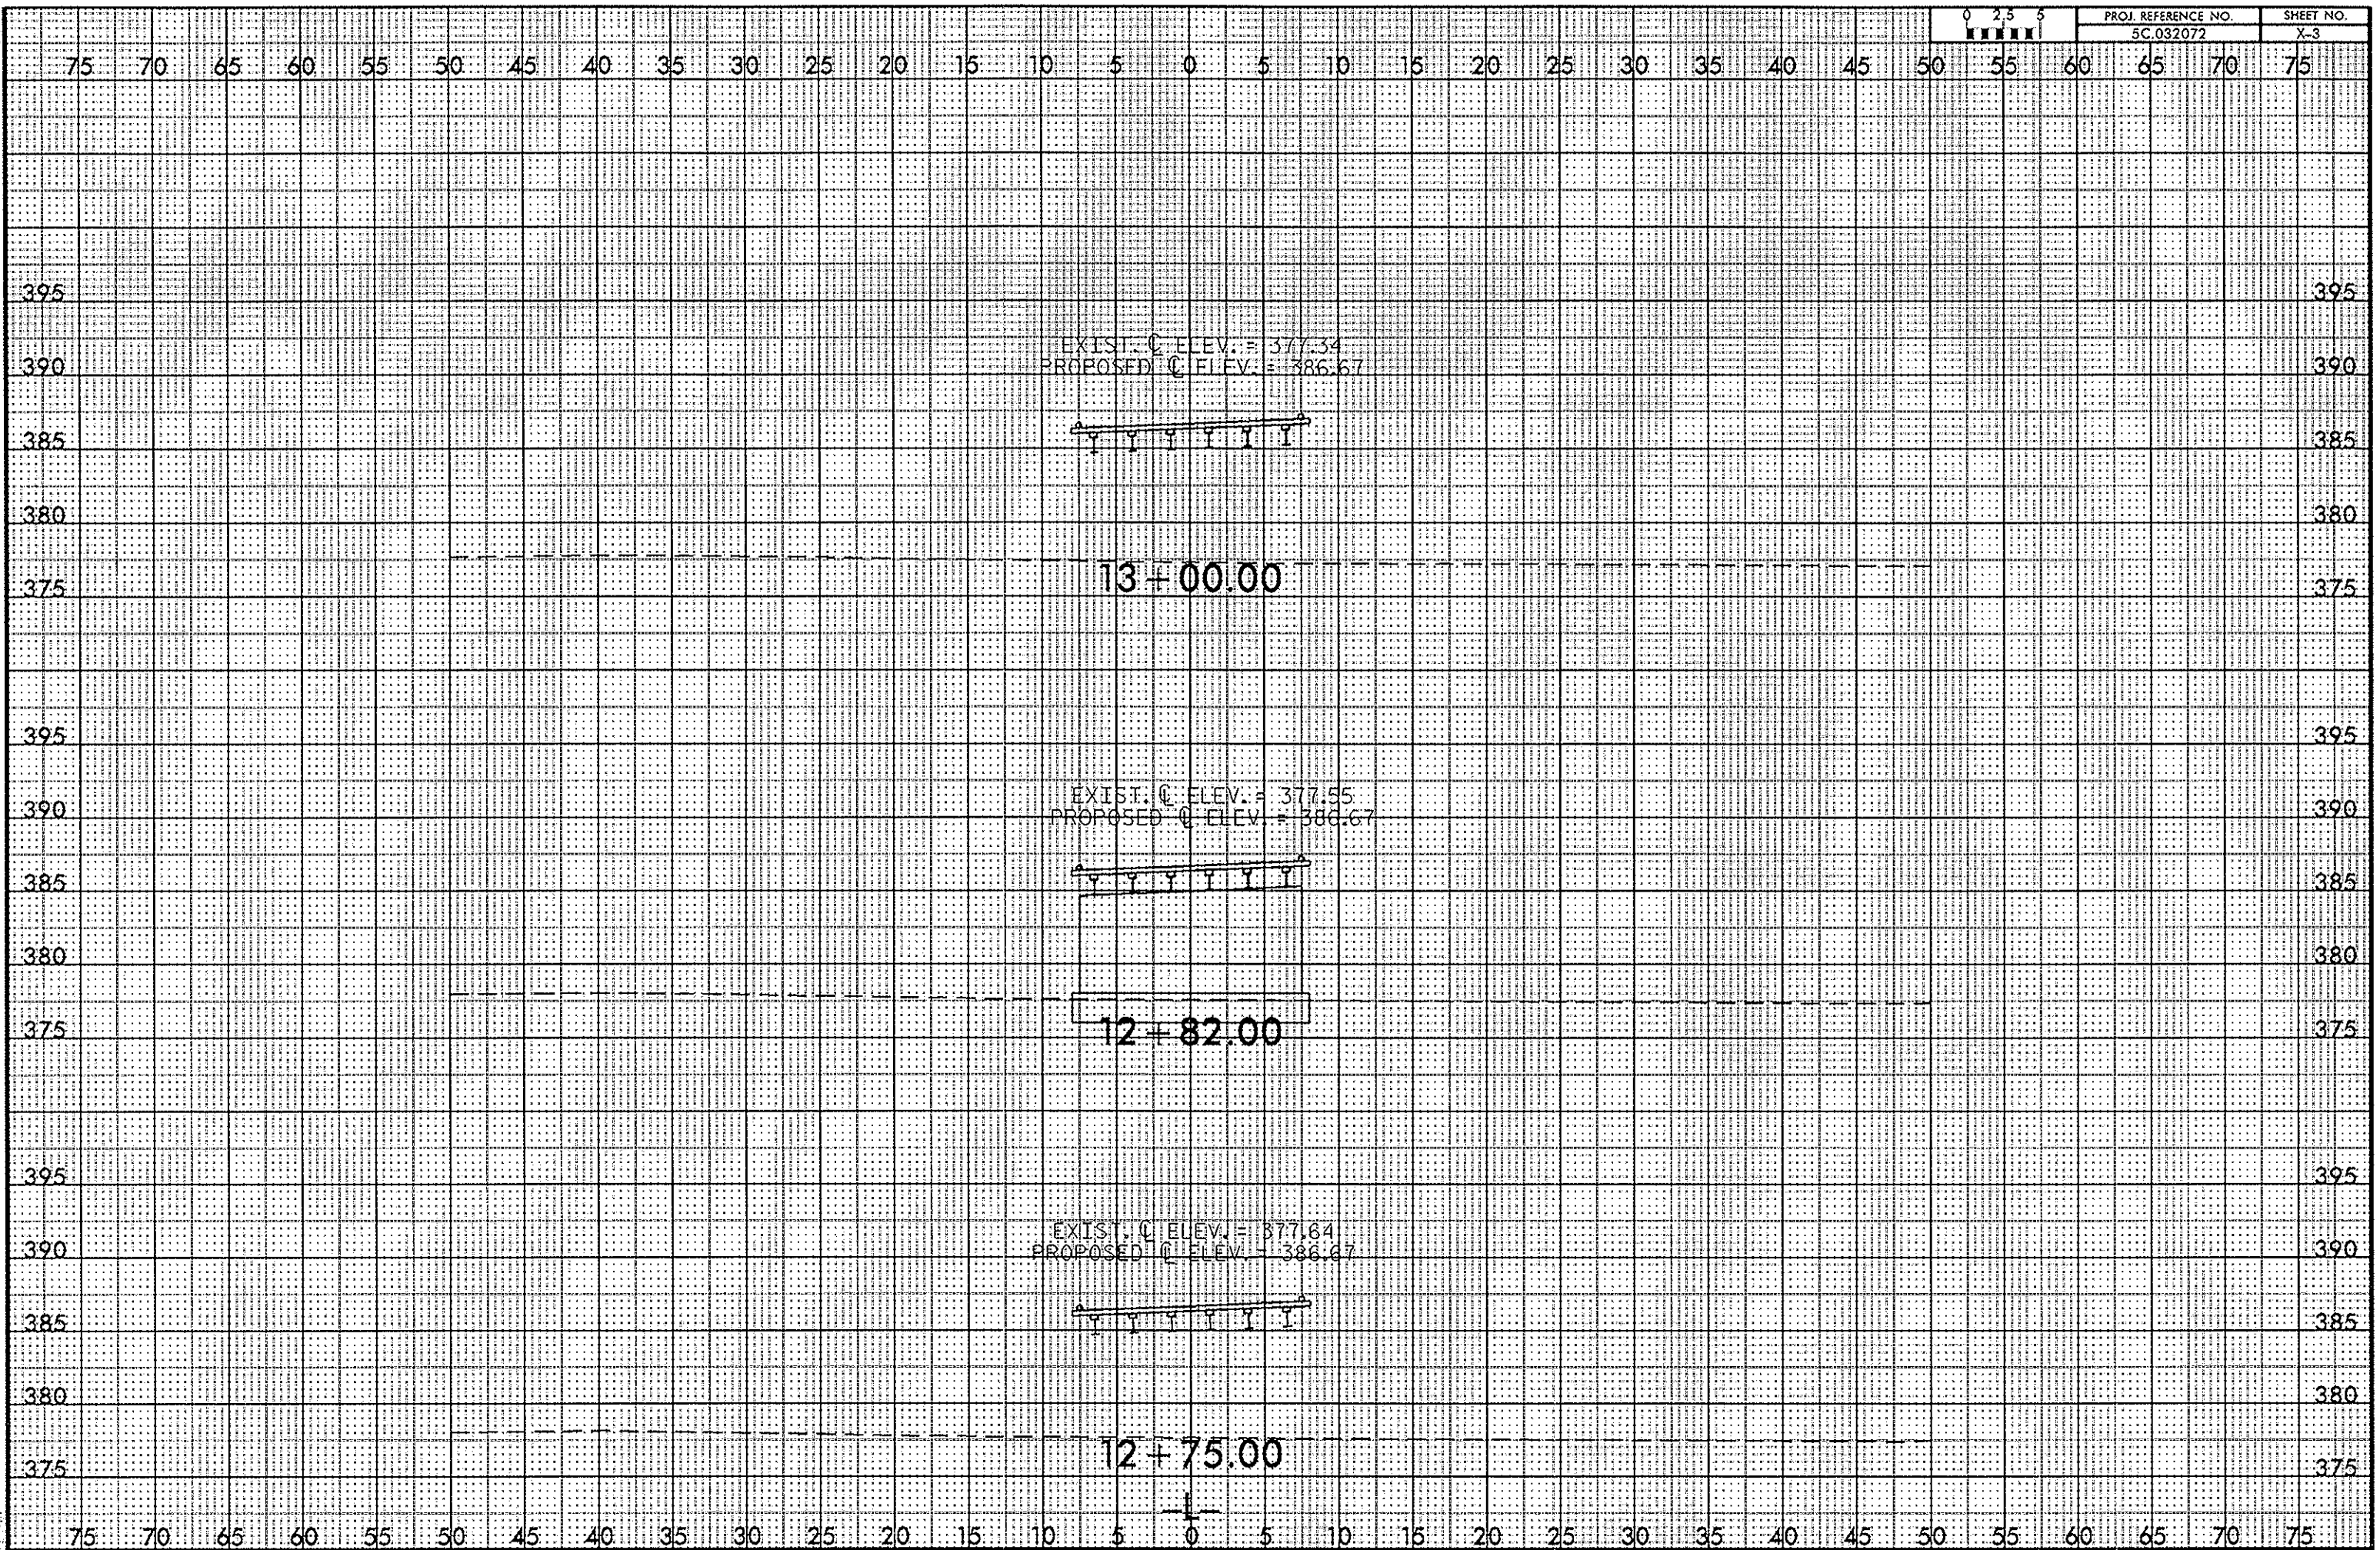 0 2.5 5
PROJ. REFERENCE NO. SHEET NO.
5C.032072 X-3
75 70 65 60 55 50 45 40 35 30 25 20 15 10 5 0 5 10 15 20 25 30 35 40 45 50 55 60 65 70 75
395 395
EXIST. ℄ ELEV. = 377.34
PROPOSED ℄ ELEV. = 386.67
390 390
385 385
380 380
13+00.00
375 375
395 395
EXIST. ℄ ELEV. = 377.55
PROPOSED ℄ ELEV. = 386.67
390 390
385 385
380 380
12+82.00
375 375
395 395
EXIST. ℄ ELEV. = 377.64
PROPOSED ℄ ELEV. = 386.67
390 390
385 385
380 380
12+75.00
375 375
-L-
75 70 65 60 55 50 45 40 35 30 25 20 15 10 5 0 5 10 15 20 25 30 35 40 45 50 55 60 65 70 75